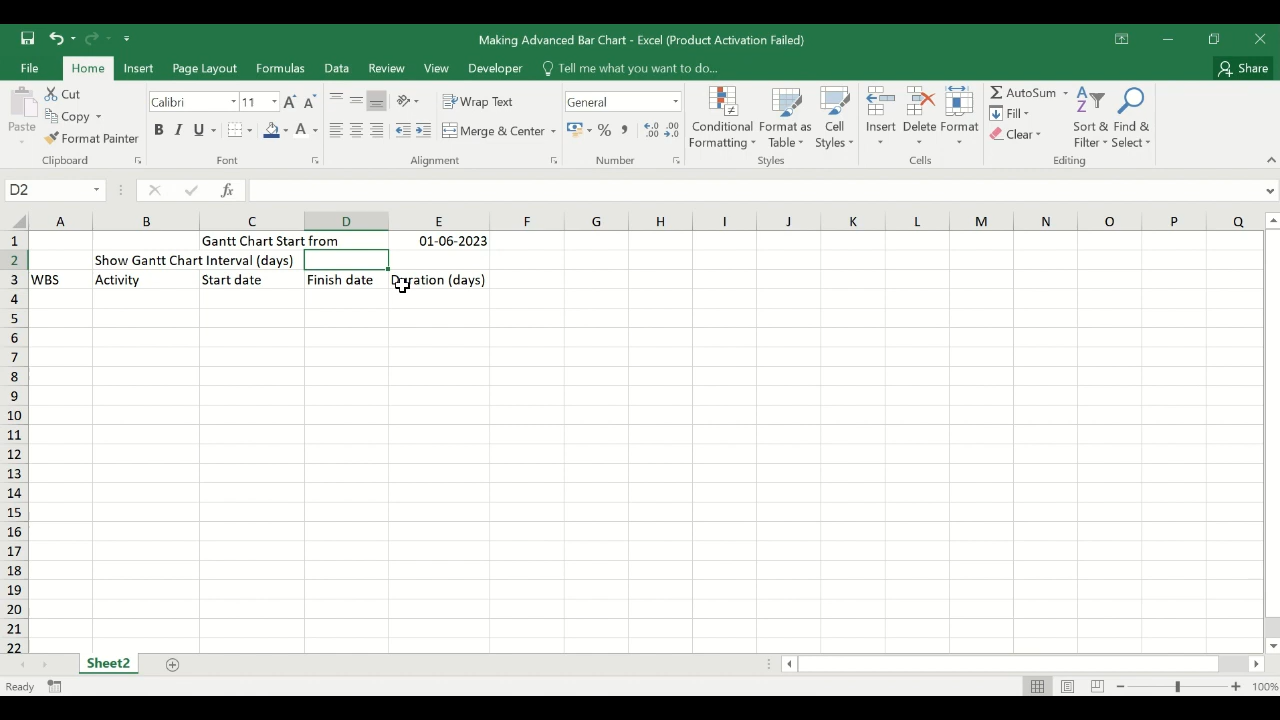 Making Advanced Bar Chart - Excel (Product Activation Failed)
File Home Insert Page Layout Formulas Data Review View Developer Tell me what you want to do... Share
Paste Cut Copy Format Painter
Clipboard
Calibri 11 A A
B I U A
Font
Wrap Text
Merge & Center
Alignment
General
% ,
Number
Conditional Formatting Format as Table Cell Styles
Styles
Insert Delete Format
Cells
AutoSum
Fill
Clear
Sort & Filter Find & Select
Editing
D2 fx
A B C D E F G H I J K L M N O P Q
1 Gantt Chart Start from 01-06-2023
2 Show Gantt Chart Interval (days)
3 WBS Activity Start date Finish date Duration (days)
4
5
6
7
8
9
10
11
12
13
14
15
16
17
18
19
20
21
22
Sheet2
Ready 100%